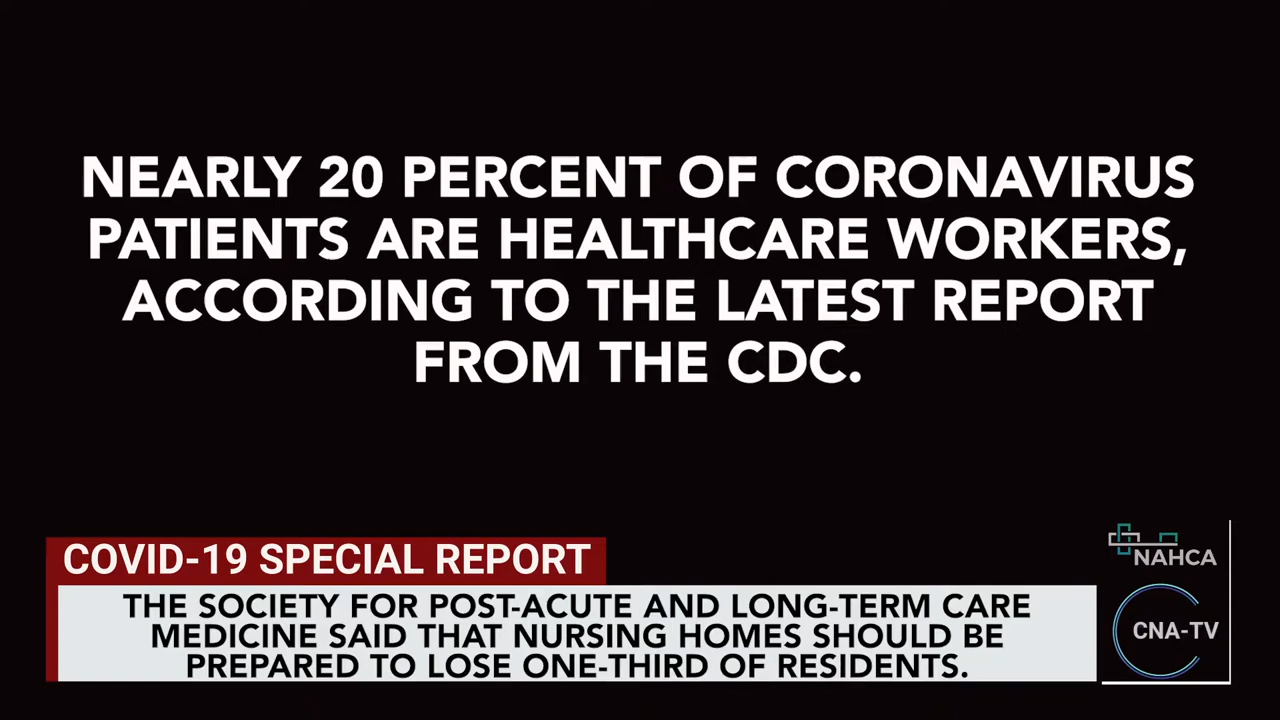 NEARLY 20 PERCENT OF CORONAVIRUS
PATIENTS ARE HEALTHCARE WORKERS,
ACCORDING TO THE LATEST REPORT
FROM THE CDC.
COVID-19 SPECIAL REPORT
THE SOCIETY FOR POST-ACUTE AND LONG-TERM CARE
MEDICINE SAID THAT NURSING HOMES SHOULD BE
PREPARED TO LOSE ONE-THIRD OF RESIDENTS.
NAHCA
CNA-TV